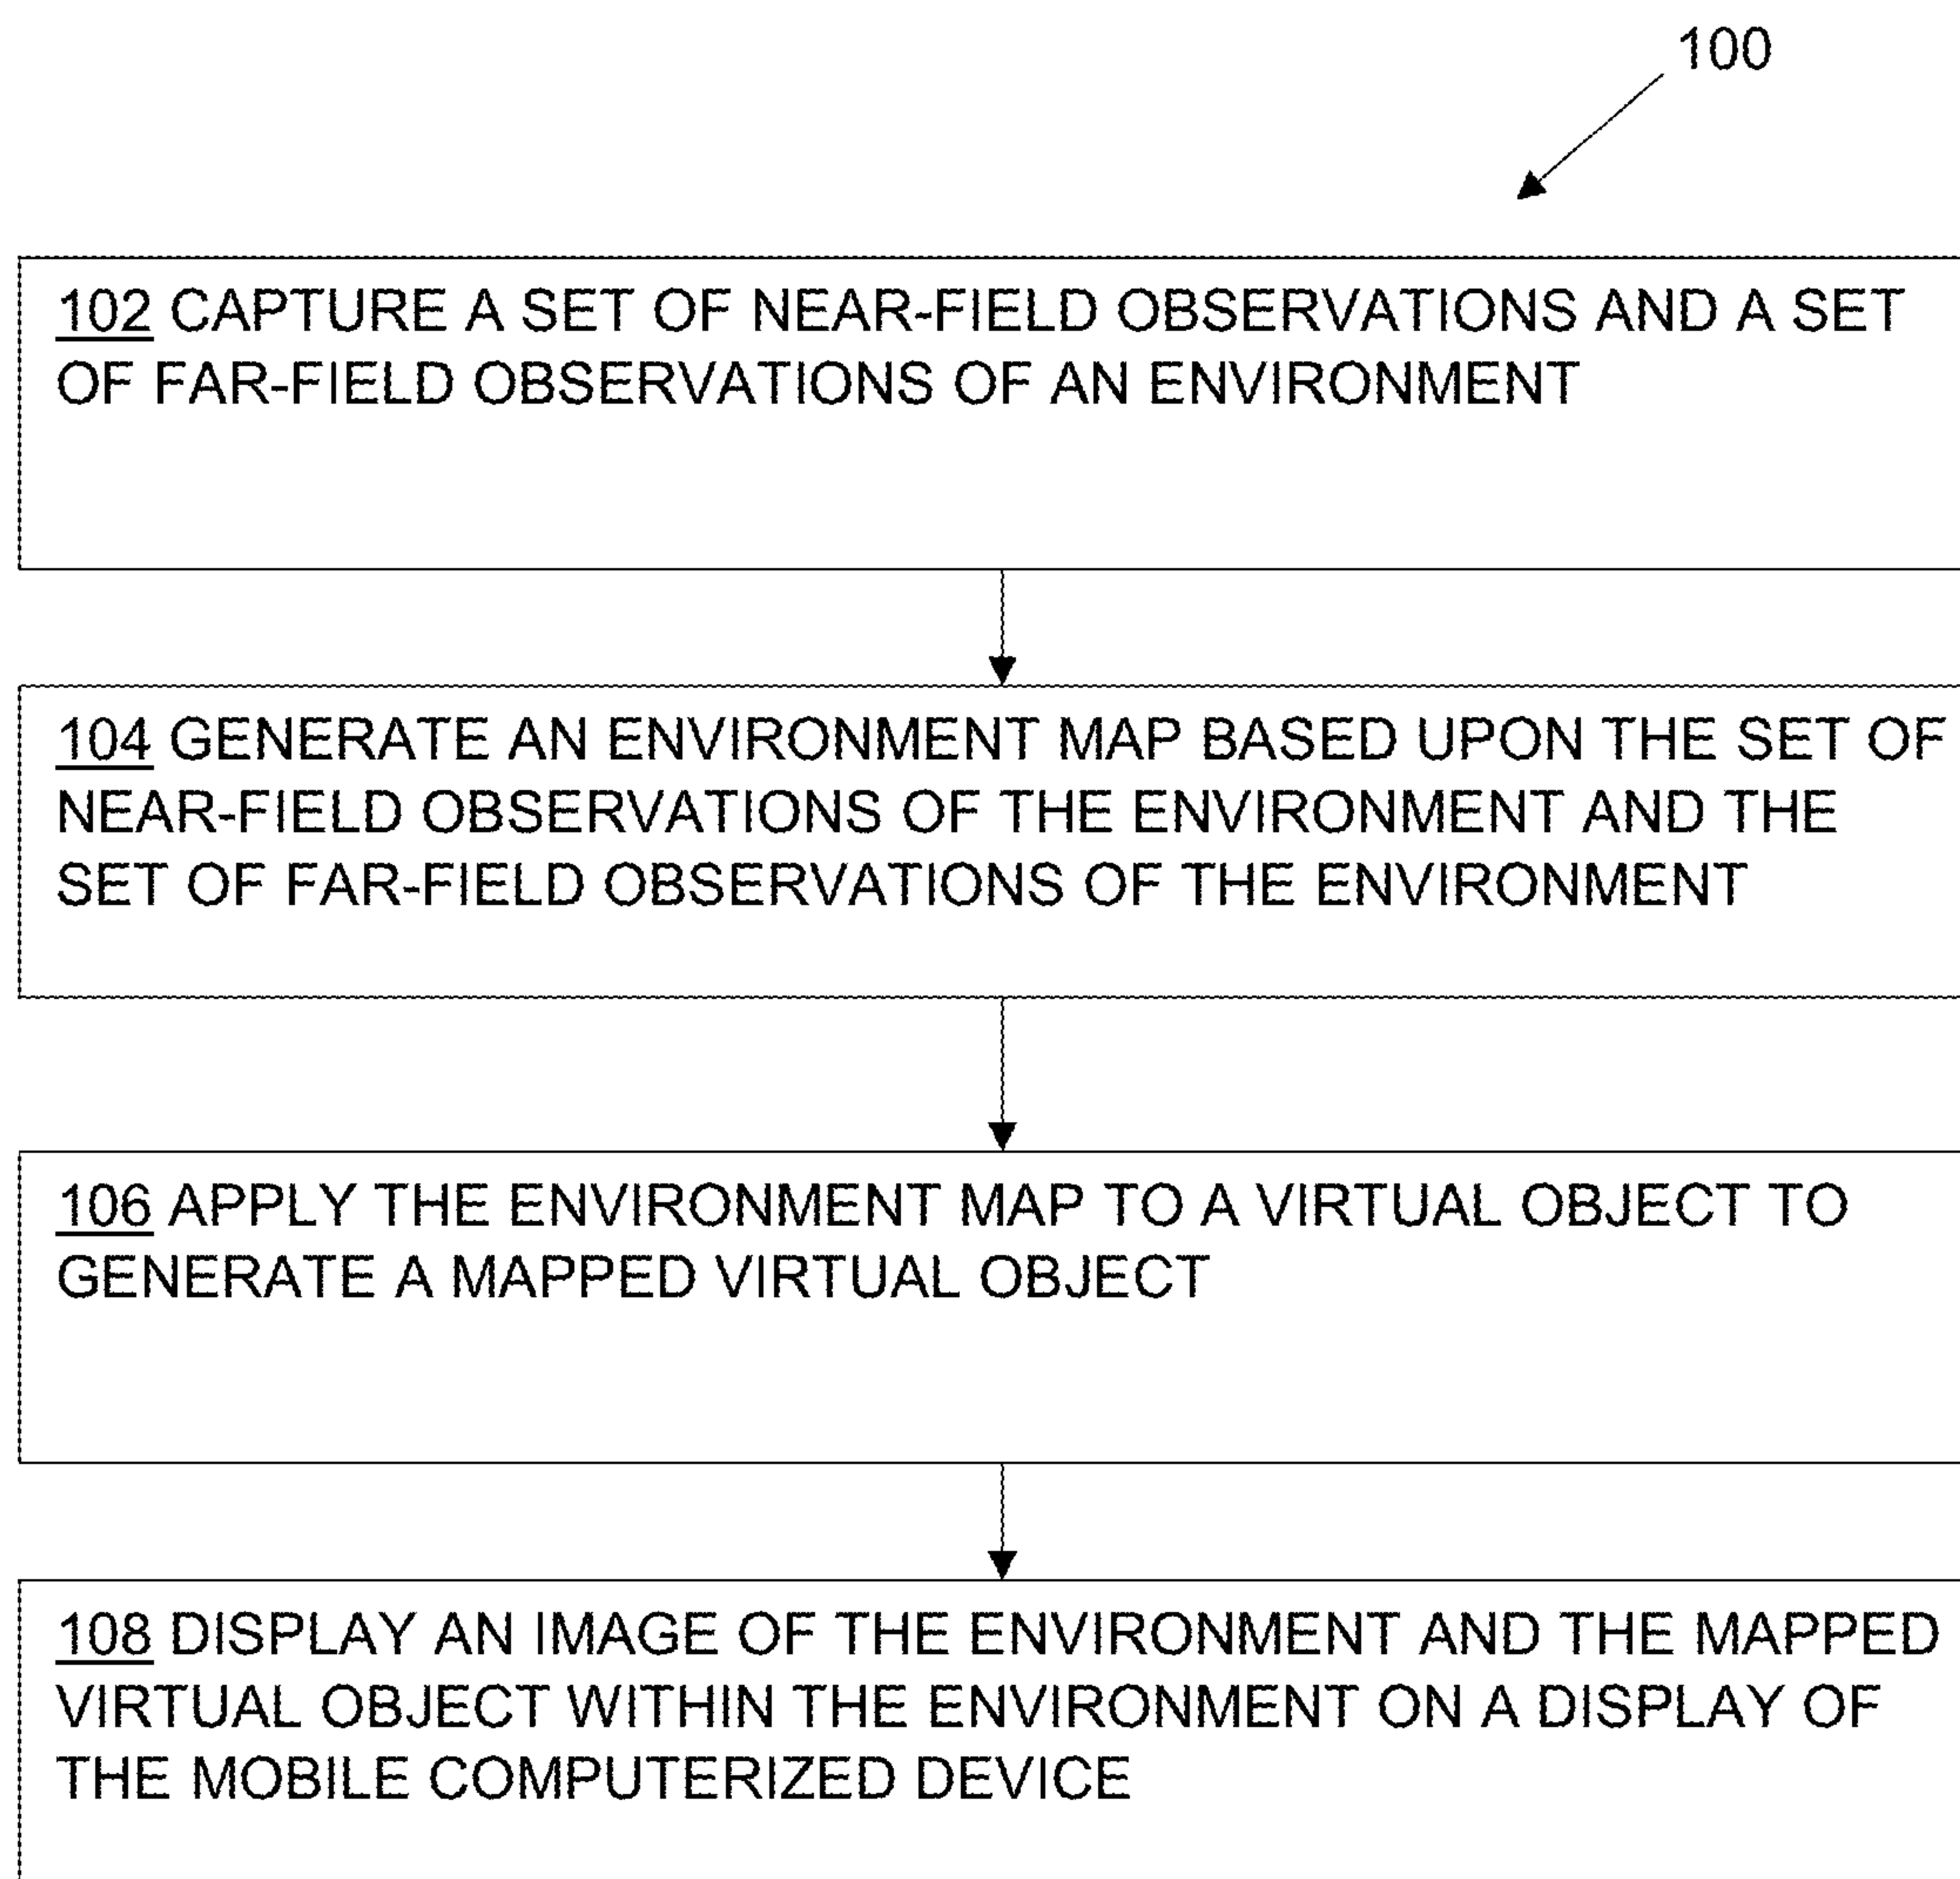 100
102 CAPTURE A SET OF NEAR-FIELD OBSERVATIONS AND A SET
OF FAR-FIELD OBSERVATIONS OF AN ENVIRONMENT
104 GENERATE AN ENVIRONMENT MAP BASED UPON THE SET OF
NEAR-FIELD OBSERVATIONS OF THE ENVIRONMENT AND THE
SET OF FAR-FIELD OBSERVATIONS OF THE ENVIRONMENT
106 APPLY THE ENVIRONMENT MAP TO A VIRTUAL OBJECT TO
GENERATE A MAPPED VIRTUAL OBJECT
108 DISPLAY AN IMAGE OF THE ENVIRONMENT AND THE MAPPED
VIRTUAL OBJECT WITHIN THE ENVIRONMENT ON A DISPLAY OF
THE MOBILE COMPUTERIZED DEVICE